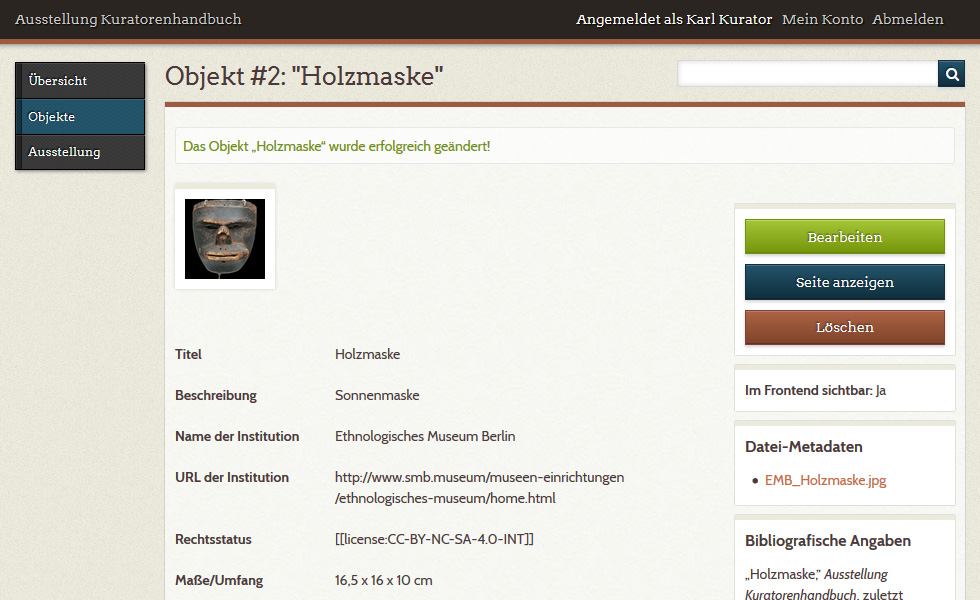 Ausstellung Kuratorenhandbuch
Angemeldet als Karl Kurator Mein Konto Abmelden
Übersicht
Objekte
Ausstellung
Objekt #2: "Holzmaske"
Das Objekt „Holzmaske“ wurde erfolgreich geändert!
Titel Holzmaske
Beschreibung Sonnenmaske
Name der Institution Ethnologisches Museum Berlin
URL der Institution http://www.smb.museum/museen-einrichtungen
/ethnologisches-museum/home.html
Rechtsstatus [[license:CC-BY-NC-SA-4.0-INT]]
Maße/Umfang 16,5 x 16 x 10 cm
Bearbeiten
Seite anzeigen
Löschen
Im Frontend sichtbar: Ja
Datei-Metadaten
• EMB_Holzmaske.jpg
Bibliografische Angaben
„Holzmaske,” Ausstellung
Kuratorenhandbuch, zuletzt